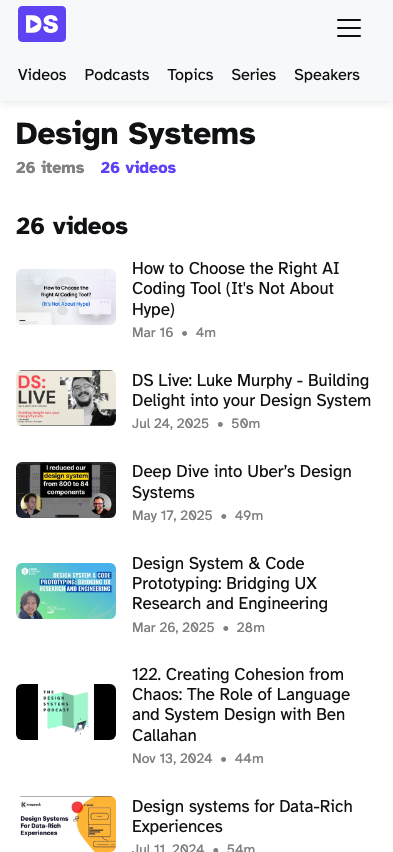 DS
Videos Podcasts Topics Series Speakers
Design Systems
26 items 26 videos
26 videos
How to Choose the Right AI Coding Tool?
(It's Not About Hype)
How to Choose the Right AI
Coding Tool (It's Not About
Hype)
Mar 16 • 4m
DS:
LIVE
DS Live: Luke Murphy - Building
Delight into your Design System
Jul 24, 2025 • 50m
I reduced our
design system
from 800 to 84
components
Deep Dive into Uber’s Design
Systems
May 17, 2025 • 49m
DESIGN SYSTEM & CODE
PROTOTYPING: BRIDGING UX
RESEARCH AND ENGINEERING
Design System & Code
Prototyping: Bridging UX
Research and Engineering
Mar 26, 2025 • 28m
THE
DESIGN
SYSTEMS
PODCAST
122. Creating Cohesion from
Chaos: The Role of Language
and System Design with Ben
Callahan
Nov 13, 2024 • 44m
Design Systems
For Data-Rich
Experiences
Design systems for Data-Rich
Experiences
Jul 11, 2024 • 54m